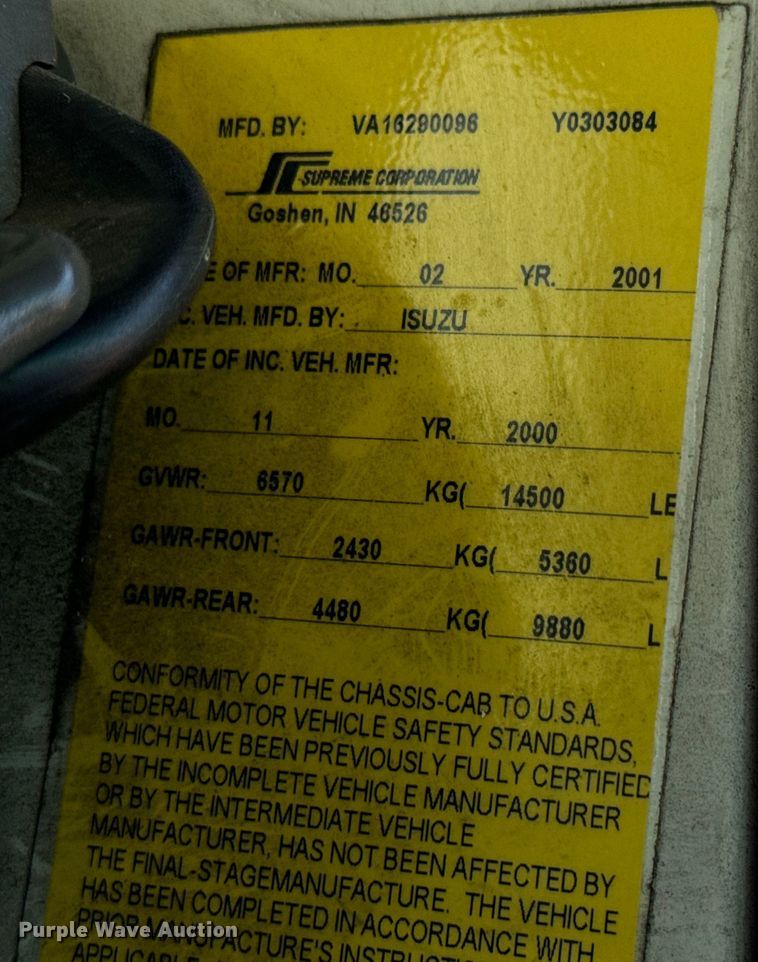 MFD. BY: VA16290096 Y0303084
SUPREME CORPORATION
Goshen, IN 46526
E OF MFR: MO. 02 YR. 2001
C. VEH. MFD. BY: ISUZU
DATE OF INC. VEH. MFR:
MO. 11 YR. 2000
GVWR: 6570 KG( 14500 LE
GAWR-FRONT: 2430 KG( 5360 L
GAWR-REAR: 4480 KG( 9880 L
CONFORMITY OF THE CHASSIS-CAB TO U.S.A.
FEDERAL MOTOR VEHICLE SAFETY STANDARDS,
WHICH HAVE BEEN PREVIOUSLY FULLY CERTIFIED
BY THE INCOMPLETE VEHICLE MANUFACTURER
OR BY THE INTERMEDIATE VEHICLE
MANUFACTURER, HAS NOT BEEN AFFECTED BY
THE FINAL-STAGEMANUFACTURE. THE VEHICLE
HAS BEEN COMPLETED IN ACCORDANCE WITH
PRIOR MANUFACTURE'S INSTRUCTI
APPLICABLE
Purple Wave Auction